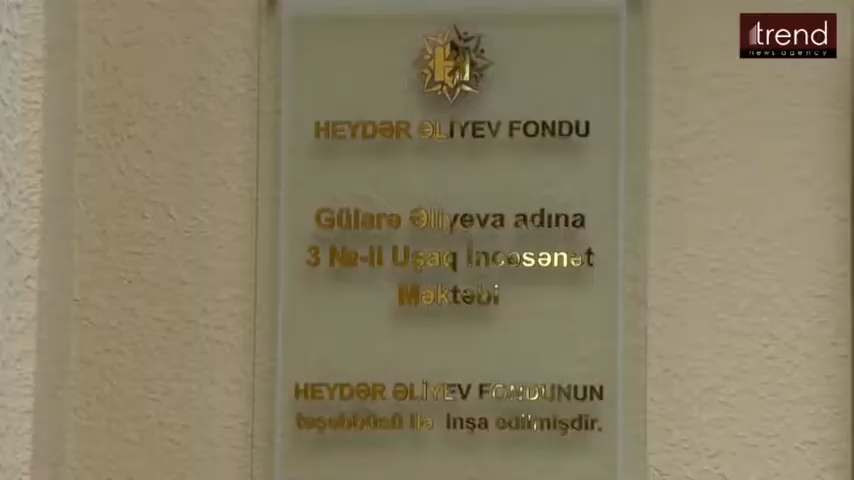 trend
news agency
HEYDƏR ƏLİYEV FONDU
Gülarə Əliyeva adına
3 №-li Uşaq İncəsənət
Məktəbi
HEYDƏR ƏLİYEV FONDUNUN
təşəbbüsü ilə inşa edilmişdir.